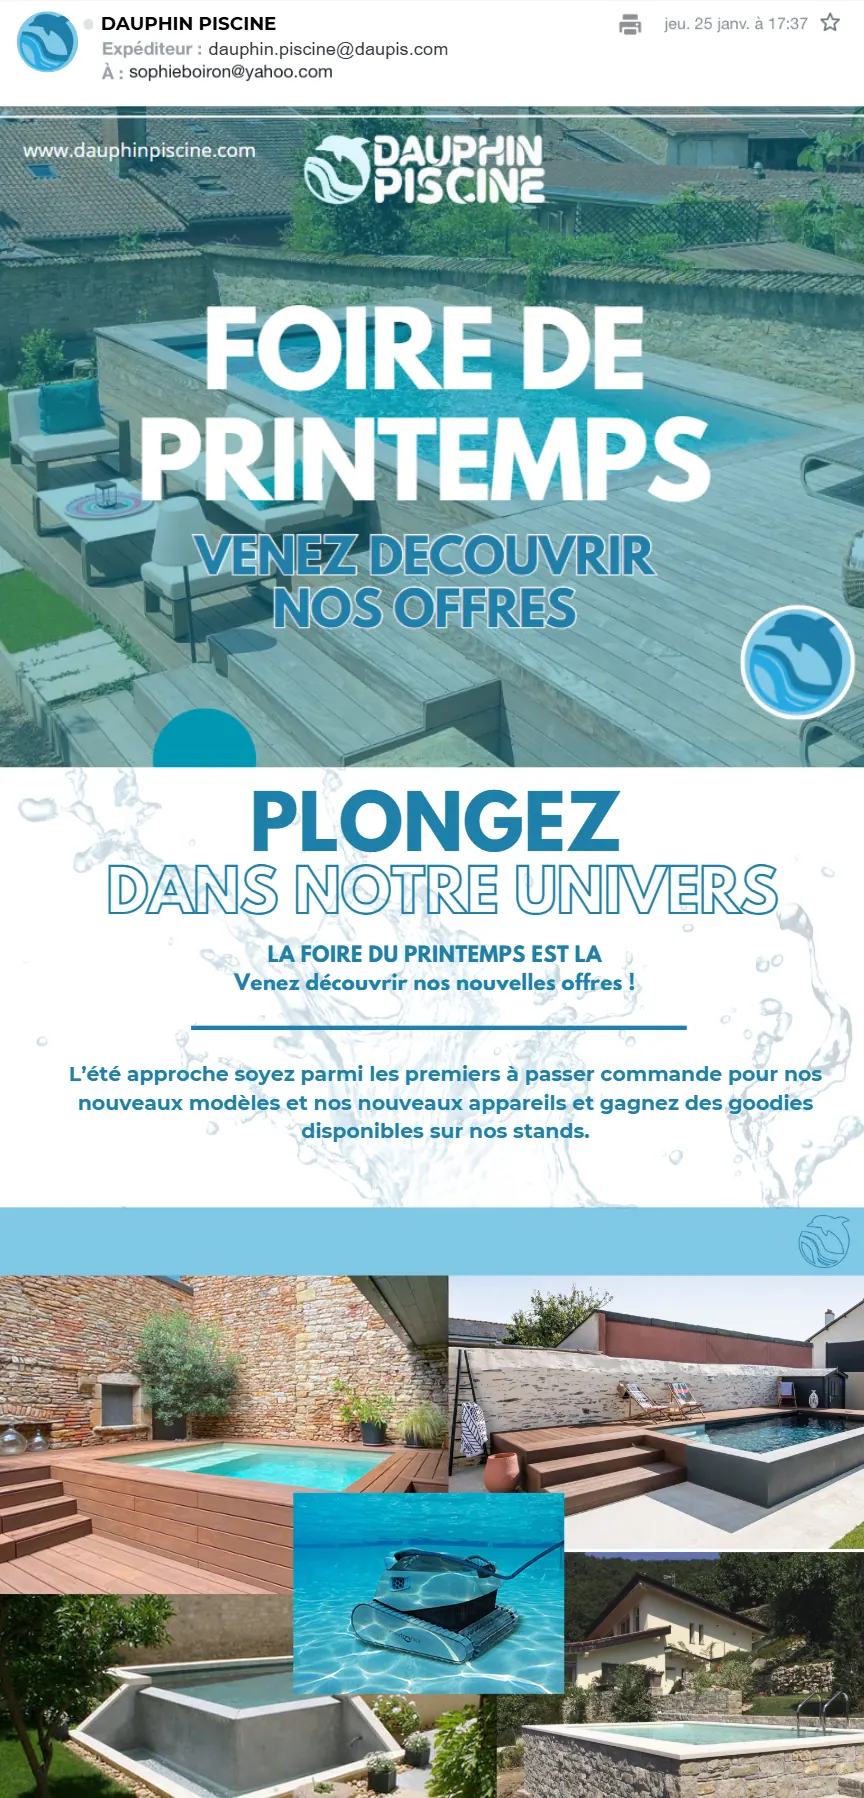 DAUPHIN PISCINE
jeu. 25 janv. à 17:37
Expéditeur : dauphin.piscine@daupis.com
À : sophieboiron@yahoo.com
www.dauphinpiscine.com
DAUPHIN
PISCINE
FOIRE DE
PRINTEMPS
VENEZ DECOUVRIR
NOS OFFRES
PLONGEZ
DANS NOTRE UNIVERS
LA FOIRE DU PRINTEMPS EST LA
Venez découvrir nos nouvelles offres !
L'été approche soyez parmi les premiers à passer commande pour nos
nouveaux modèles et nos nouveaux appareils et gagnez des goodies
disponibles sur nos stands.